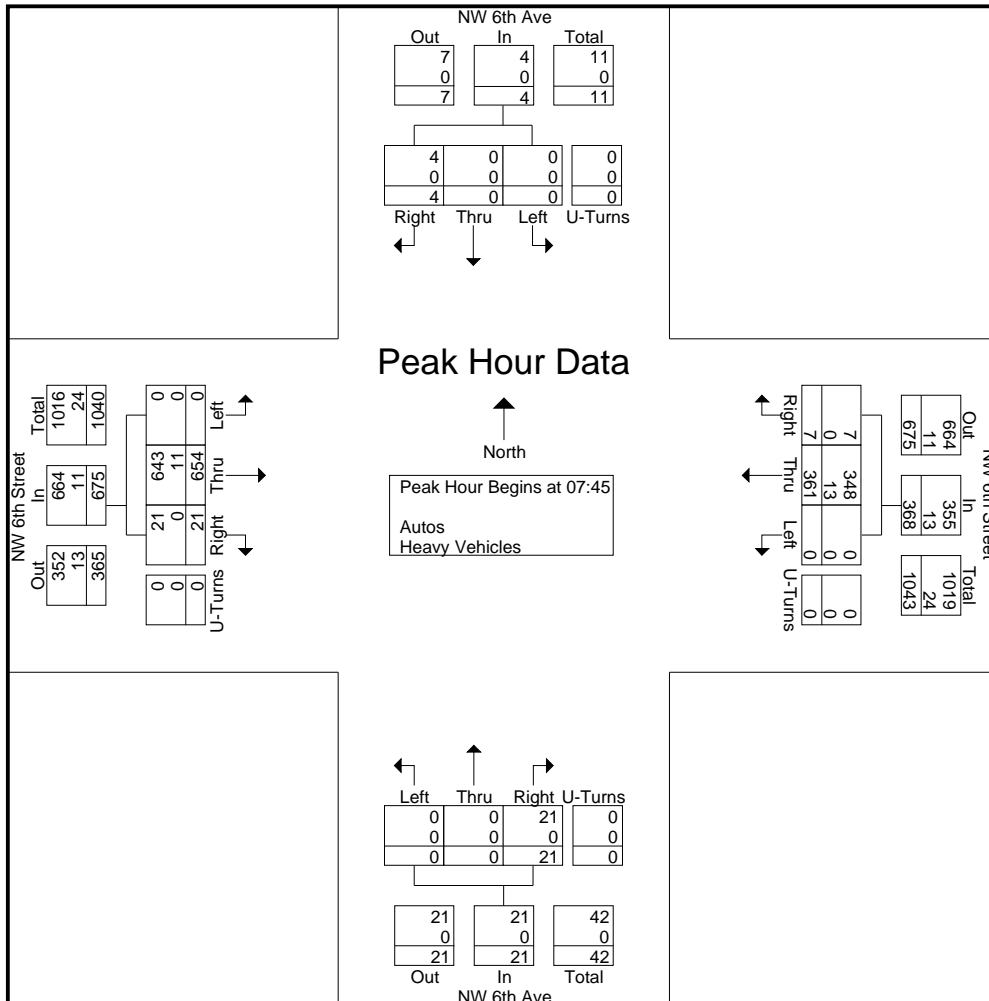 NW 6th Ave
Out In Total
7 4 11
0 0 0
7 4 11
4 0 0 0
0 0 0 0
4 0 0 0
Right Thru Left U-Turns
Peak Hour Data
North
Peak Hour Begins at 07:45
Autos
Heavy Vehicles
NW 6th Street
Total In Out
1016 664 352
24 11 13
1040 675 365
Left Thru Right U-Turns
0 643 21 0
0 11 0 0
0 654 21 0
NW 6th Street
Out In Total
664 355 1019
11 13 24
675 368 1043
Right Thru Left U-Turns
7 348 0 0
0 13 0 0
7 361 0 0
Left Thru Right U-Turns
0 0 21 0
0 0 0 0
0 0 21 0
21 21 42
0 0 0
21 21 42
Out In Total
NW 6th Ave